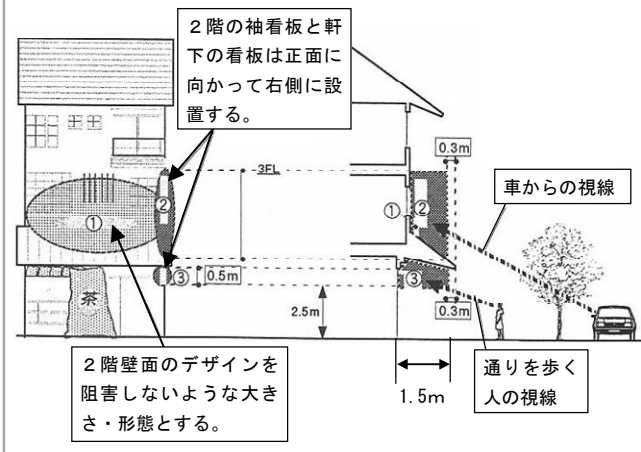 ２階の袖看板と軒
下の看板は正面に
向かって右側に設
置する。
0.3m
3FL
車からの視線
①
②
①
②
③
0.5m
③
茶
2.5m
0.3m
２階壁面のデザインを
阻害しないような大き
さ・形態とする。
1.5m
通りを歩く
人の視線